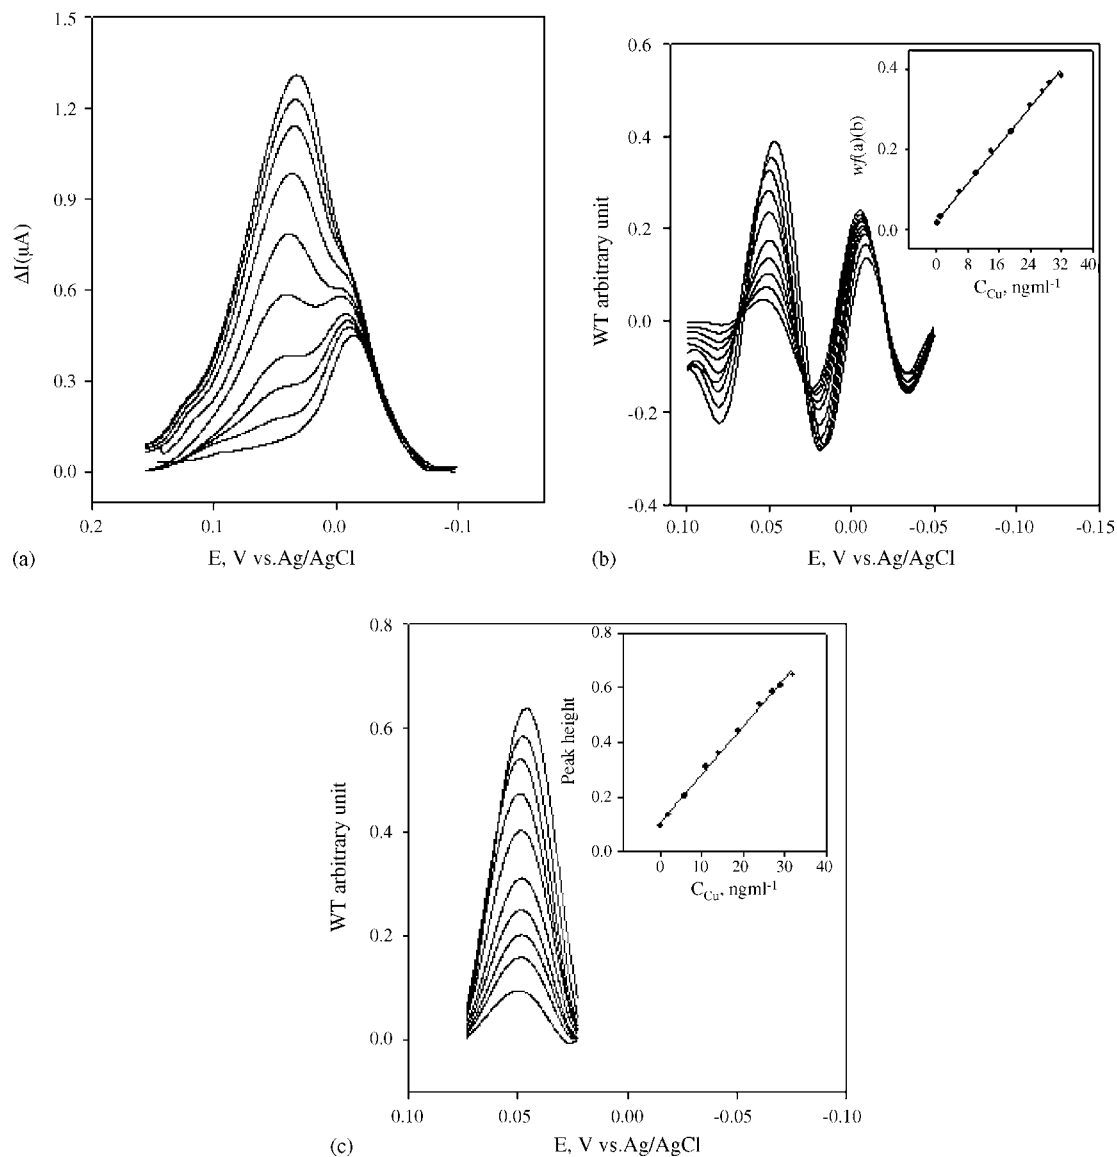 1.5
1.2
0.9
0.6
0.3
0.0
ΔI(μA)
0.2 0.1 0.0 -0.1
E, V vs.Ag/AgCl
(a)
0.6
0.4
0.2
0.0
-0.2
-0.4
WT arbitrary unit
0.10 0.05 0.00 -0.05 -0.10 -0.15
E, V vs.Ag/AgCl
(b)
0.4
0.2
0.0
wf(a)(b)
0 8 16 24 32 40
C_Cu, ngml⁻¹
0.8
0.6
0.4
0.2
0.0
WT arbitrary unit
0.10 0.05 0.00 -0.05 -0.10
E, V vs.Ag/AgCl
(c)
0.8
0.6
0.4
0.2
0.0
Peak height
0 10 20 30 40
C_Cu, ngml⁻¹